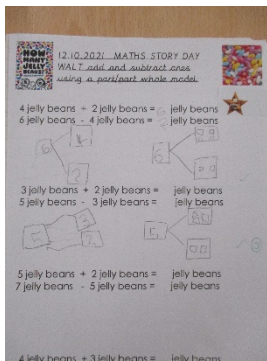 HOW
MANY
JELLY
BEANS?
12.10.2021 MATHS STORY DAY
WALT add and subtract ones
using a part/part whole model
4 jelly beans + 2 jelly beans = 6 jelly beans
6 jelly beans - 4 jelly beans = jelly beans
6
3 jelly beans + 2 jelly beans = jelly beans
5 jelly beans - 3 jelly beans = jelly beans
5
5 jelly beans + 2 jelly beans = jelly beans
7 jelly beans - 5 jelly beans = jelly beans
4 jelly beans + 3 jelly beans = jelly beans